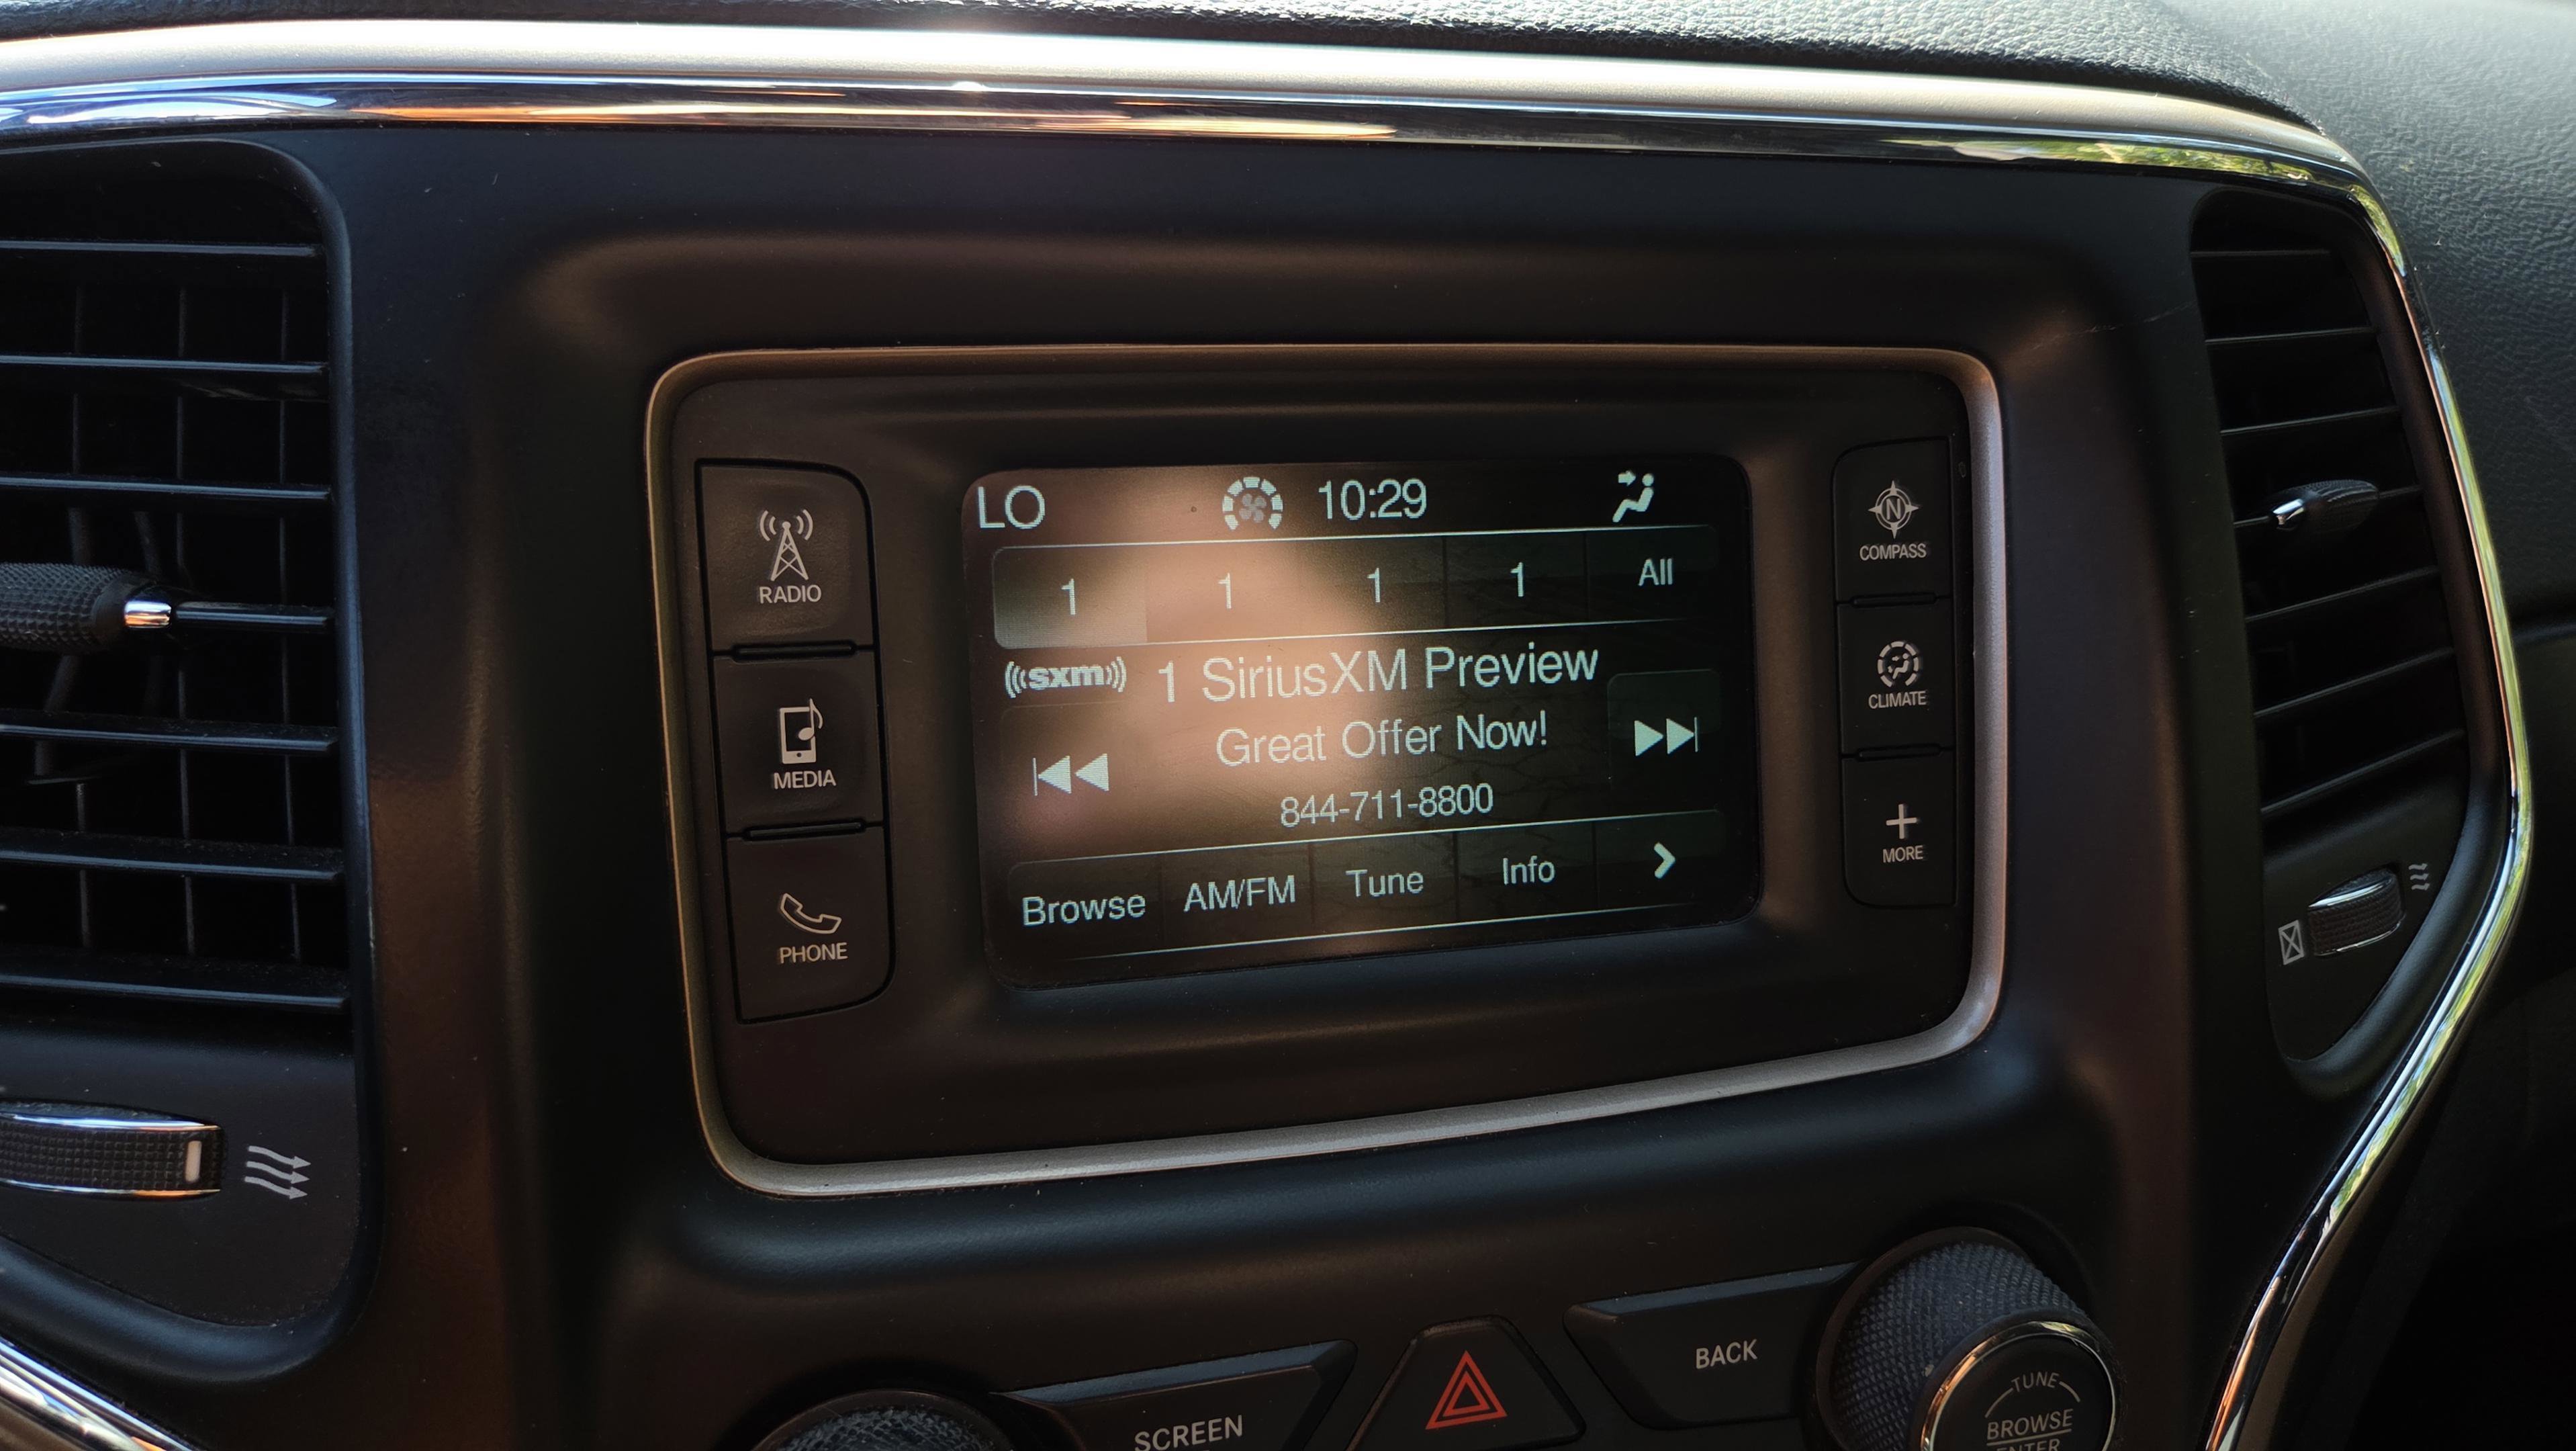 LO 10:29
1 1 1 1 All
sxm 1 SiriusXM Preview
Great Offer Now!
844-711-8800
Browse AM/FM Tune Info
RADIO
MEDIA
PHONE
N
COMPASS
CLIMATE
MORE
SCREEN
BACK
TUNE
BROWSE
ENTER